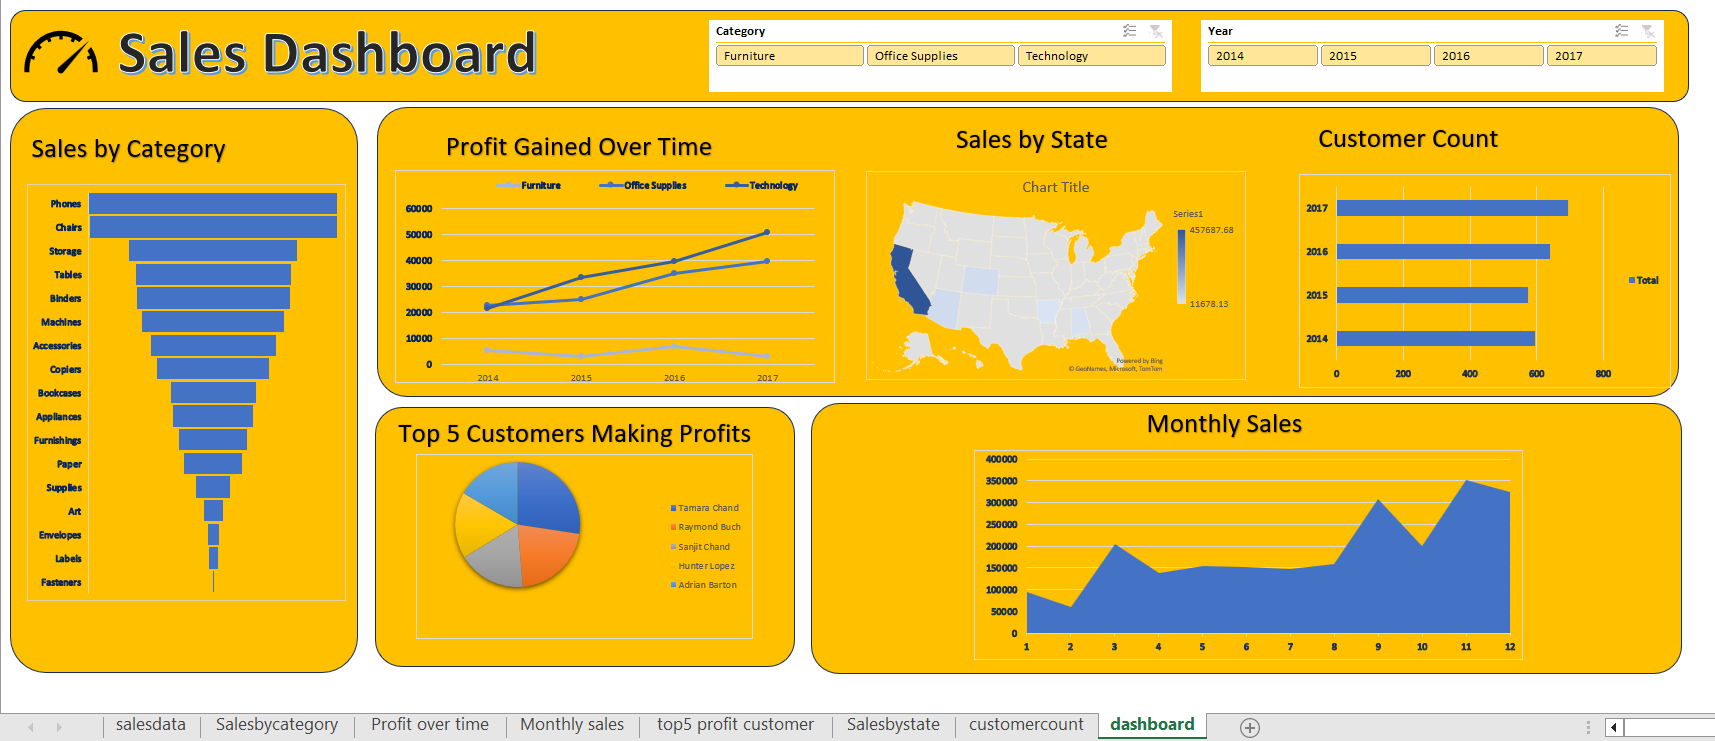 Sales Dashboard
Category
Furniture
Office Supplies
Technology
Year
2014
2015
2016
2017
Sales by Category
Phones
Chairs
Storage
Tables
Binders
Machines
Accessories
Copiers
Bookcases
Appliances
Furnishings
Paper
Supplies
Art
Envelopes
Labels
Fasteners
Profit Gained Over Time
Furniture
Office Supplies
Technology
60000
50000
40000
30000
20000
10000
0
2014
2015
2016
2017
Sales by State
Chart Title
Series1
457687.68
11678.13
Powered by Bing
© GeoNames, Microsoft, TomTom
Customer Count
2017
2016
2015
2014
0
200
400
600
800
Total
Top 5 Customers Making Profits
Tamara Chand
Raymond Buch
Sanjit Chand
Hunter Lopez
Adrian Barton
Monthly Sales
400000
350000
300000
250000
200000
150000
100000
50000
0
1
2
3
4
5
6
7
8
9
10
11
12
salesdata
Salesbycategory
Profit over time
Monthly sales
top5 profit customer
Salesbystate
customercount
dashboard